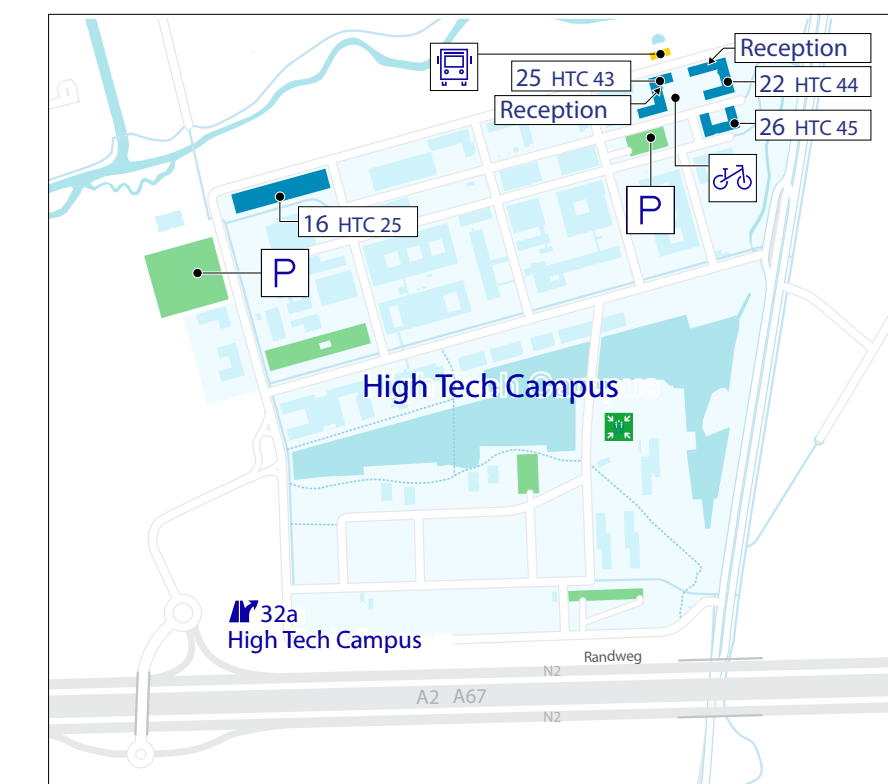 Reception
25 HTC 43
22 HTC 44
Reception
26 HTC 45
P
16 HTC 25
P
High Tech Campus
32a
High Tech Campus
Randweg
N2
A2 A67
N2